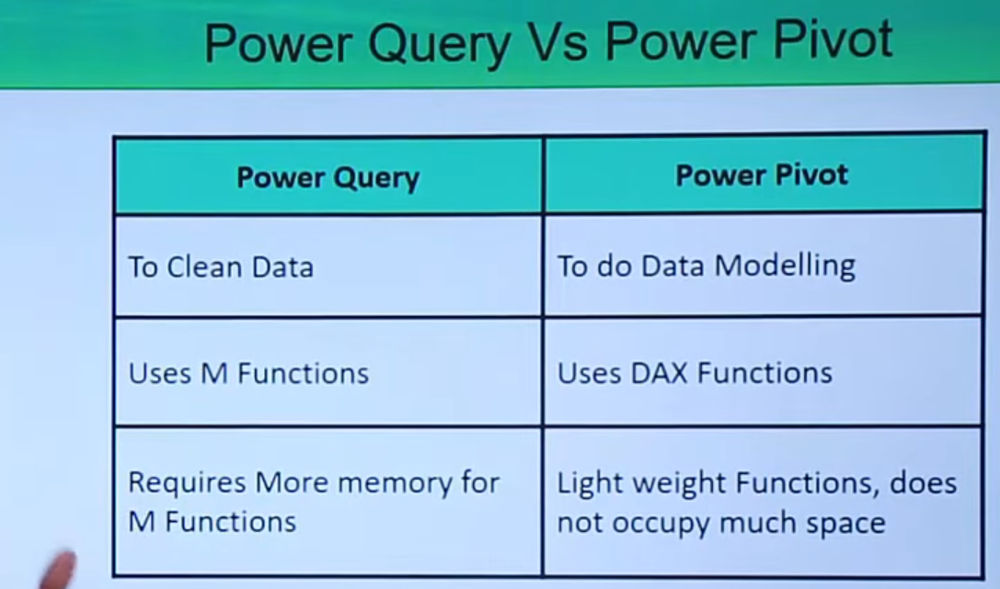 Power Query Vs Power Pivot
Power Query
Power Pivot
To Clean Data
To do Data Modelling
Uses M Functions
Uses DAX Functions
Requires More memory for
M Functions
Light weight Functions, does
not occupy much space